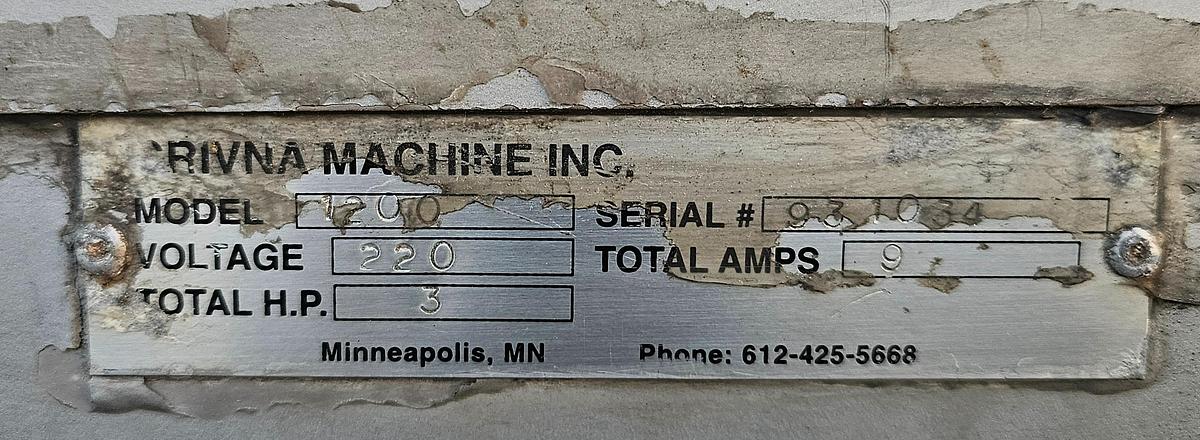 RIVNA MACHINE INC.
MODEL 1200 SERIAL # 931034
VOLTAGE 220 TOTAL AMPS 9
TOTAL H.P. 3
Minneapolis, MN Phone: 612-425-5668